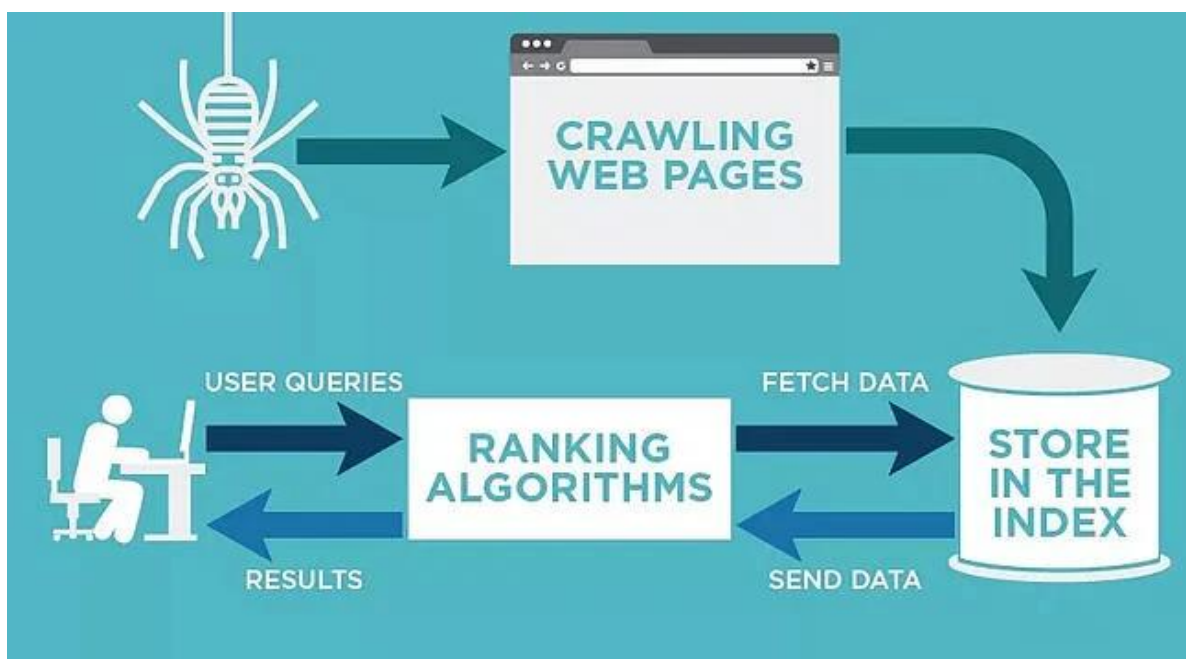 CRAWLING
WEB PAGES
USER QUERIES
FETCH DATA
RANKING
ALGORITHMS
STORE
IN THE
INDEX
RESULTS
SEND DATA